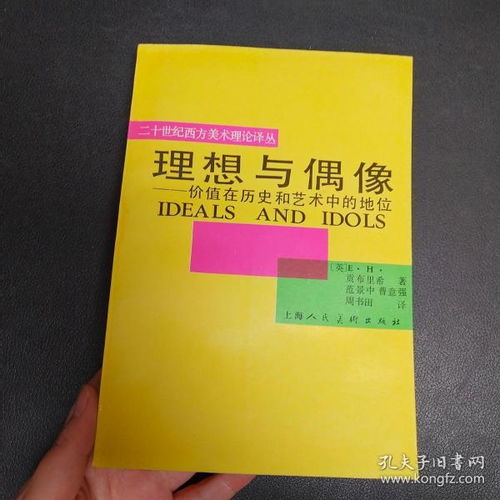 二十世纪西方美术理论译丛
理想与偶像
——价值在历史和艺术中的地位
IDEALS AND IDOLS
〔英〕E·H·
贡布里希 著
范景中 曹意强
周书田 译
上海人民美术出版社
孔夫子旧书网
kongfz.com